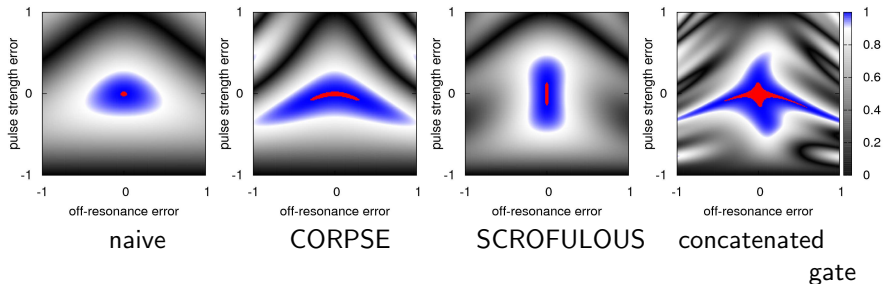 pulse strength error
1
0
-1
-1
0
1
off-resonance error
naive
pulse strength error
1
0
-1
-1
0
1
off-resonance error
CORPSE
pulse strength error
1
0
-1
-1
0
1
off-resonance error
SCROFULOUS
pulse strength error
1
0
-1
-1
0
1
off-resonance error
concatenated
gate
1
0.8
0.6
0.4
0.2
0